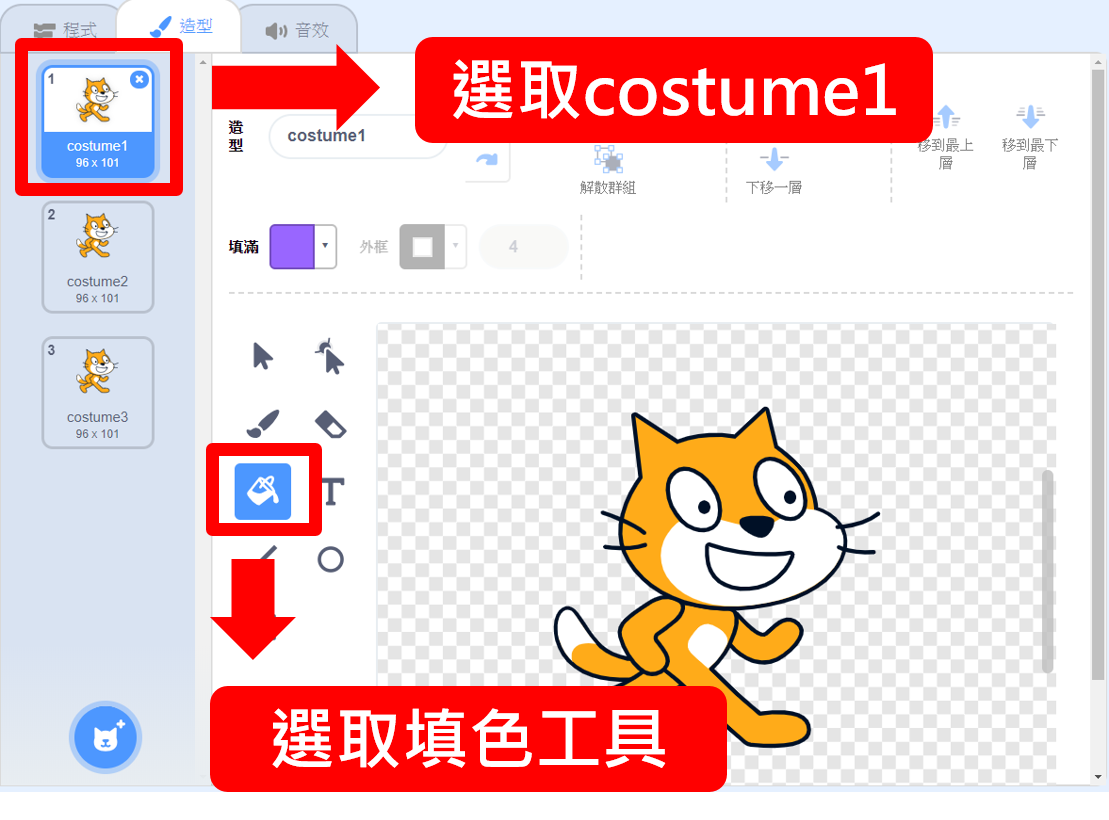 程式
造型
音效
選取costume1
1
costume1
96 x 101
2
costume2
96 x 101
3
costume3
96 x 101
造
型
costume1
解散群組
下移一層
移到最上
層
移到最下
層
填滿
外框
4
T
選取填色工具